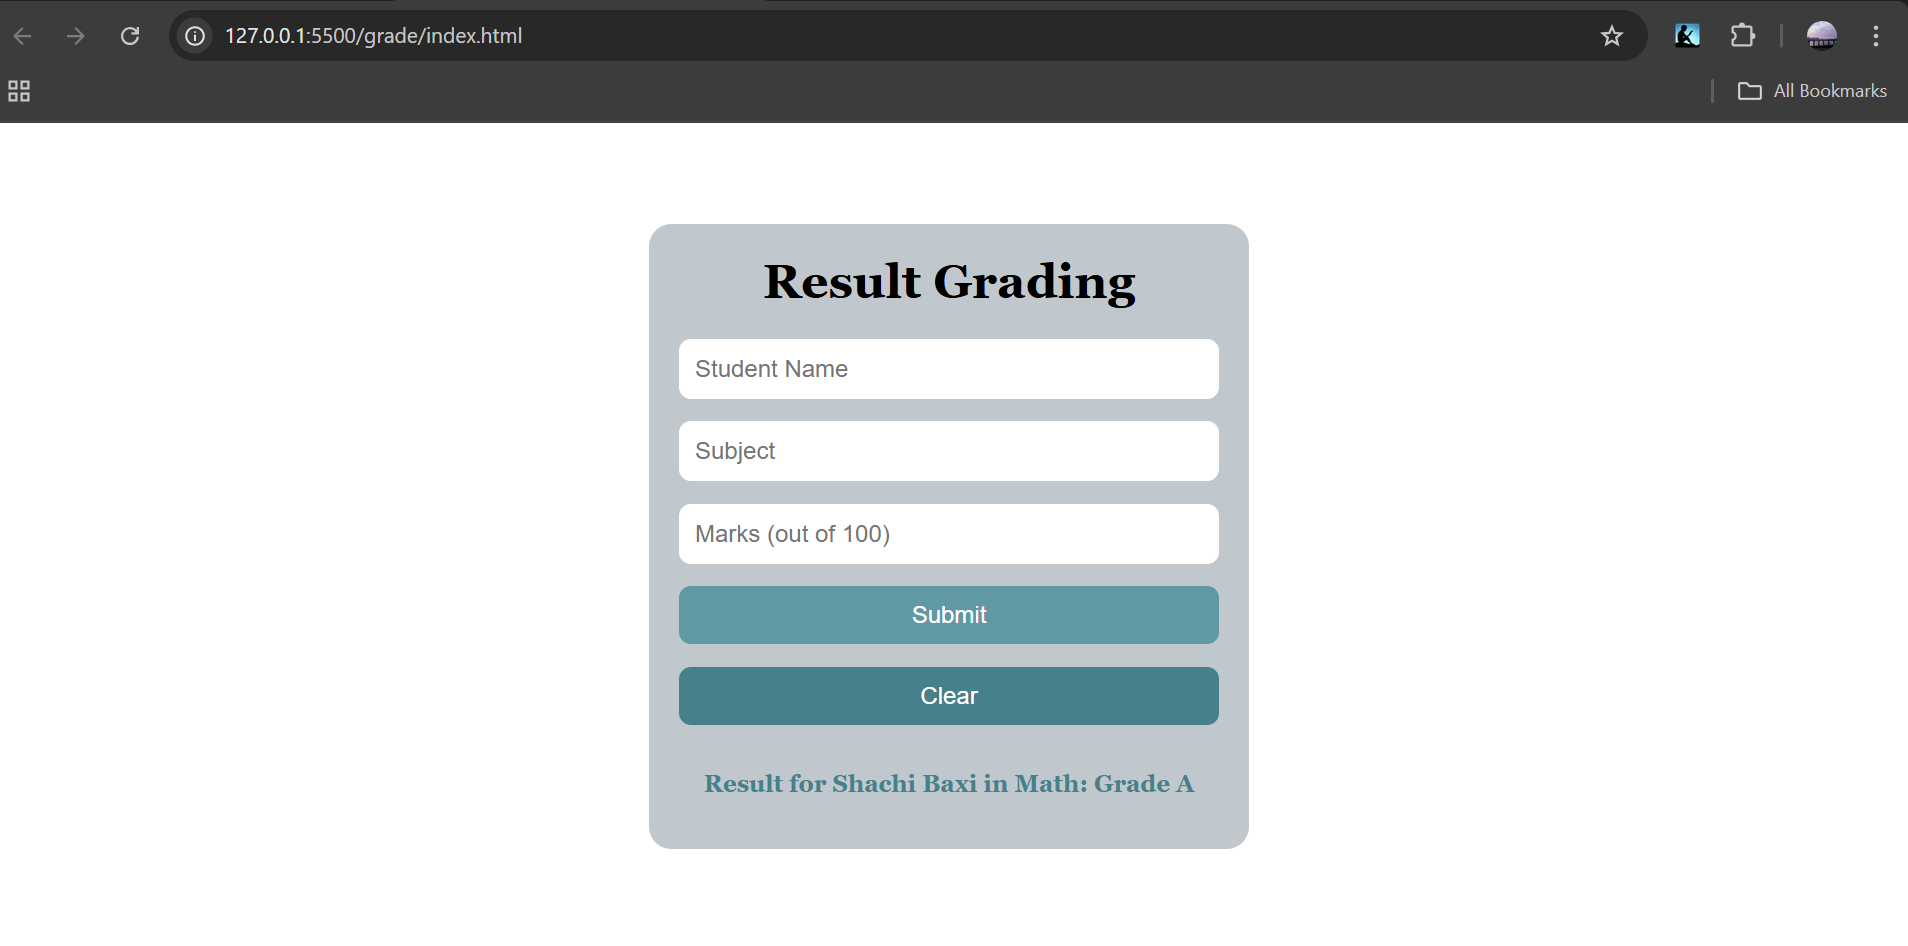 127.0.0.1:5500/grade/index.html
All Bookmarks
Result Grading
Student Name
Subject
Marks (out of 100)
Submit
Clear
Result for Shachi Baxi in Math: Grade A